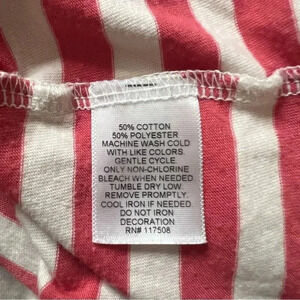 50% COTTON
50% POLYESTER
MACHINE WASH COLD
WITH LIKE COLORS.
GENTLE CYCLE.
ONLY NON-CHLORINE
BLEACH WHEN NEEDED.
TUMBLE DRY LOW.
REMOVE PROMPTLY.
COOL IRON IF NEEDED.
DO NOT IRON
DECORATION
RN# 117508